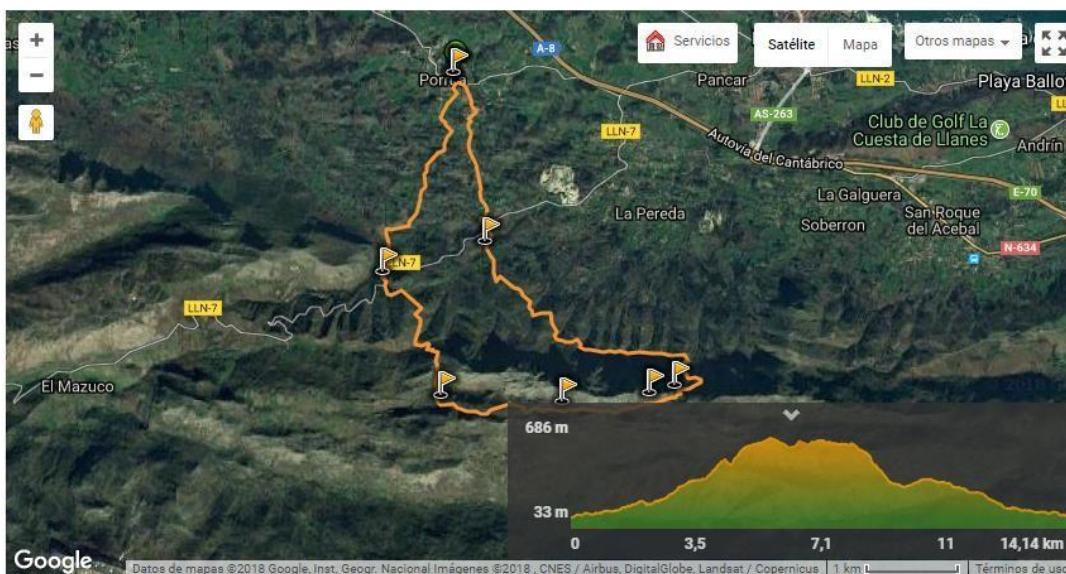 +
−
A-8
Servicios
Satélite
Mapa
Otros mapas
Pancar
LLN-2
Playa Ballot
AS-263
LLN-7
Club de Golf La
Cuesta de Llanes
Andrín
Autovía del Cantábrico
E-70
La Galguera
La Pereda
Soberron
San Roque
del Acebal
N-634
LN-7
LLN-7
El Mazuco
686 m
33 m
0
3,5
7,1
11
14,14 km
Google
Datos de mapas ©2018 Google, Inst. Geogr. Nacional Imágenes ©2018 , CNES / Airbus, DigitalGlobe, Landsat / Copernicus
1 km
Términos de uso